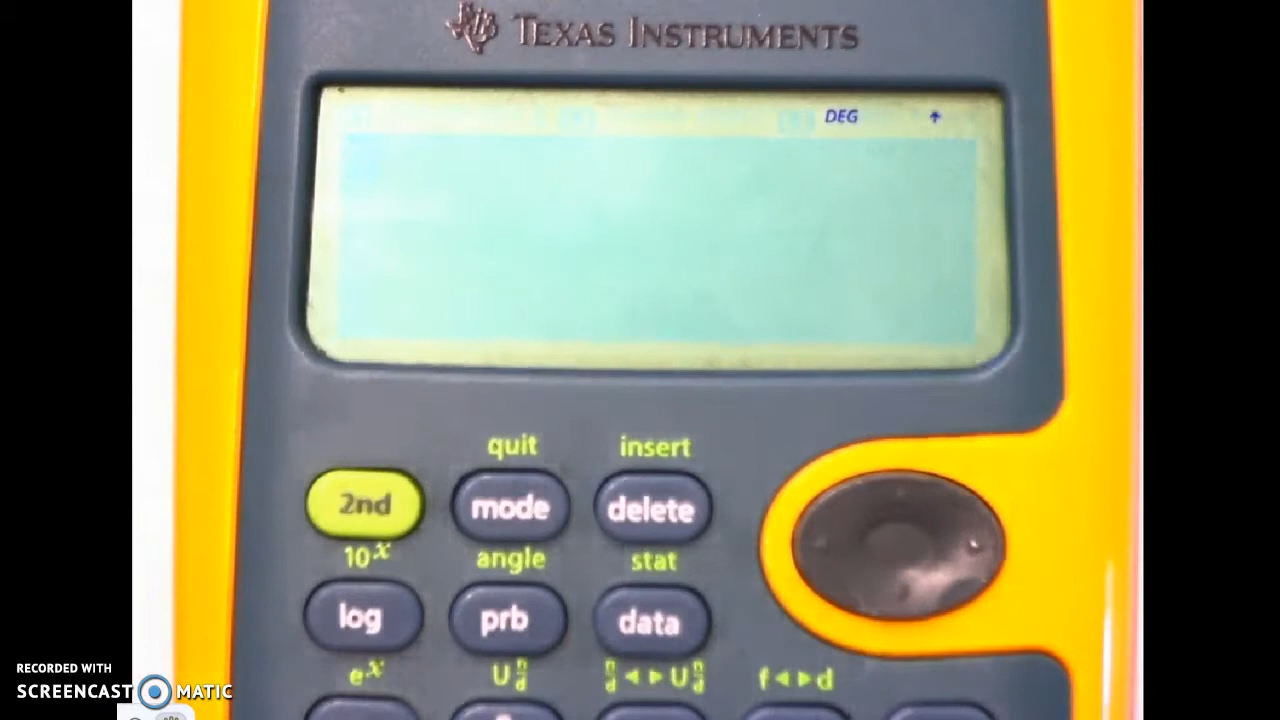 TEXAS INSTRUMENTS
DEG ↑
quit insert
2nd mode delete
10ˣ angle stat
log prb data
eˣ U n/d n/d ◄► U n/d f◄►d
RECORDED WITH
SCREENCAST MATIC